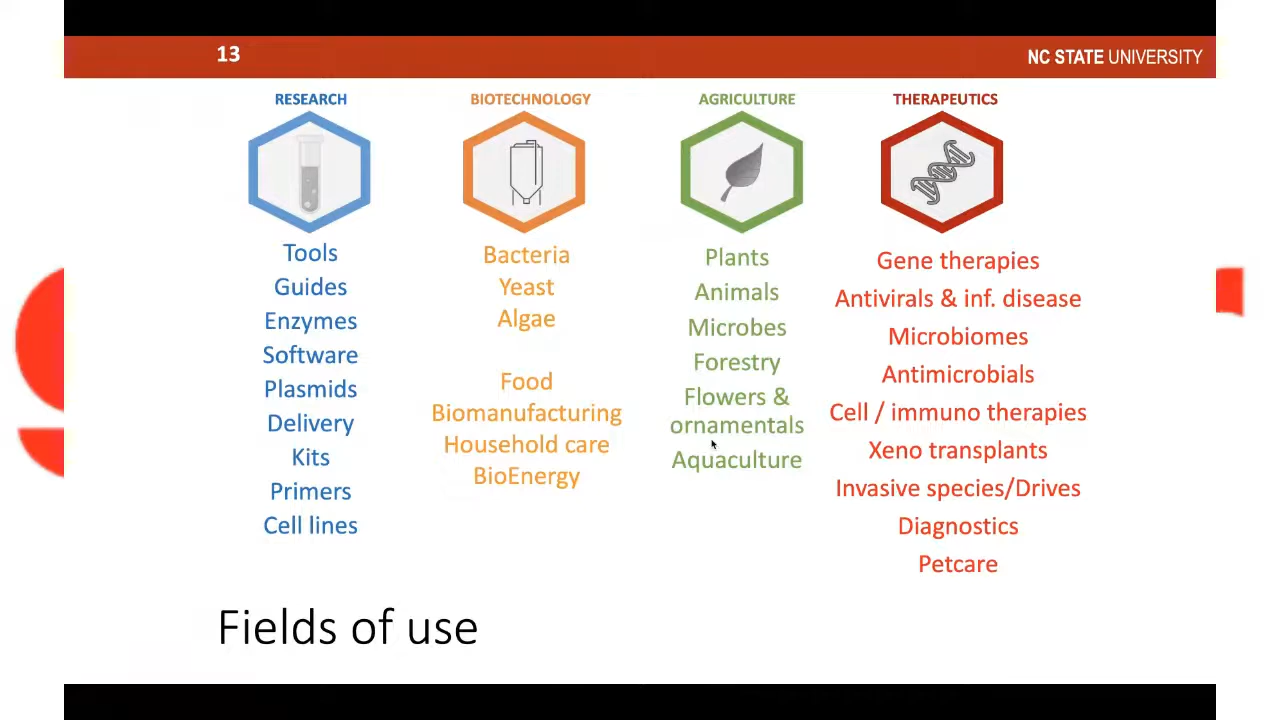 13
NC STATE UNIVERSITY
RESEARCH
Tools
Guides
Enzymes
Software
Plasmids
Delivery
Kits
Primers
Cell lines
BIOTECHNOLOGY
Bacteria
Yeast
Algae
Food
Biomanufacturing
Household care
BioEnergy
AGRICULTURE
Plants
Animals
Microbes
Forestry
Flowers &
ornamentals
Aquaculture
THERAPEUTICS
Gene therapies
Antivirals & inf. disease
Microbiomes
Antimicrobials
Cell / immuno therapies
Xeno transplants
Invasive species/Drives
Diagnostics
Petcare
Fields of use